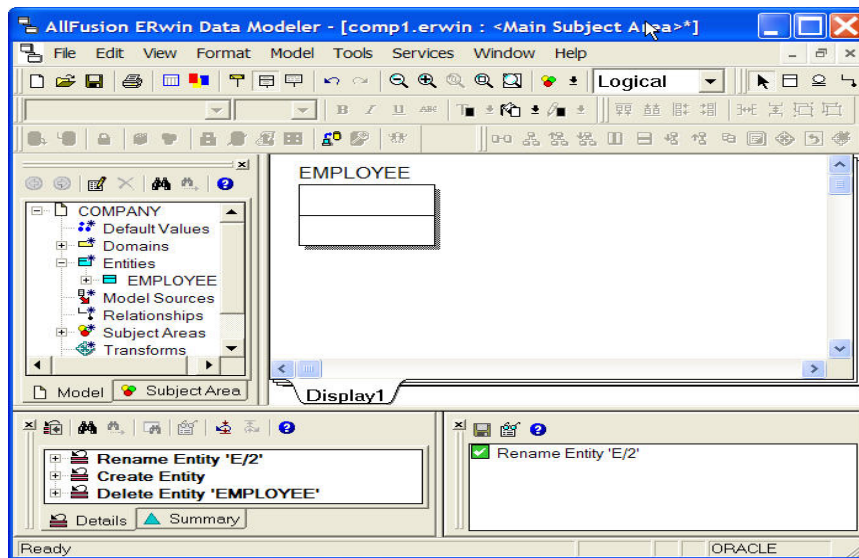 AllFusion ERwin Data Modeler - [comp1.erwin : <Main Subject Area>*]
File Edit View Format Model Tools Services Window Help
Logical
B I U ABC
COMPANY
Default Values
Domains
Entities
EMPLOYEE
Model Sources
Relationships
Subject Areas
Transforms
Model Subject Area
EMPLOYEE
Display1
Rename Entity 'E/2'
Create Entity
Delete Entity 'EMPLOYEE'
Details Summary
Rename Entity 'E/2'
Ready ORACLE